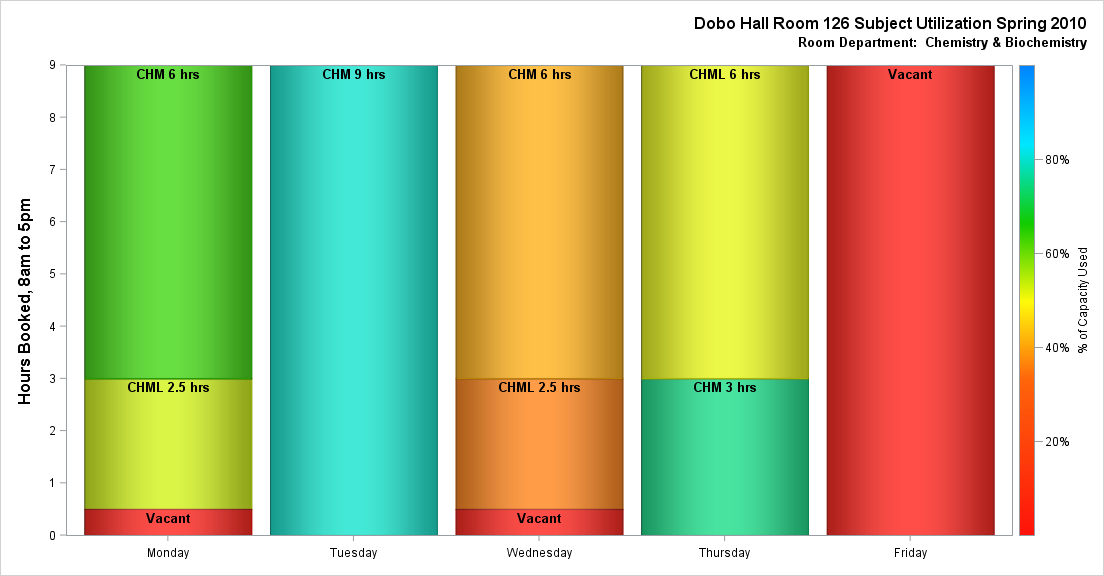 Dobo Hall Room 126 Subject Utilization Spring 2010
Room Department:  Chemistry & Biochemistry
Hours Booked, 8am to 5pm
9
8
7
6
5
4
3
2
1
0
CHM 6 hrs
CHML 2.5 hrs
Vacant
CHM 9 hrs
CHM 6 hrs
CHML 2.5 hrs
Vacant
CHML 6 hrs
CHM 3 hrs
Vacant
Monday
Tuesday
Wednesday
Thursday
Friday
80%
60%
40%
20%
% of Capacity Used